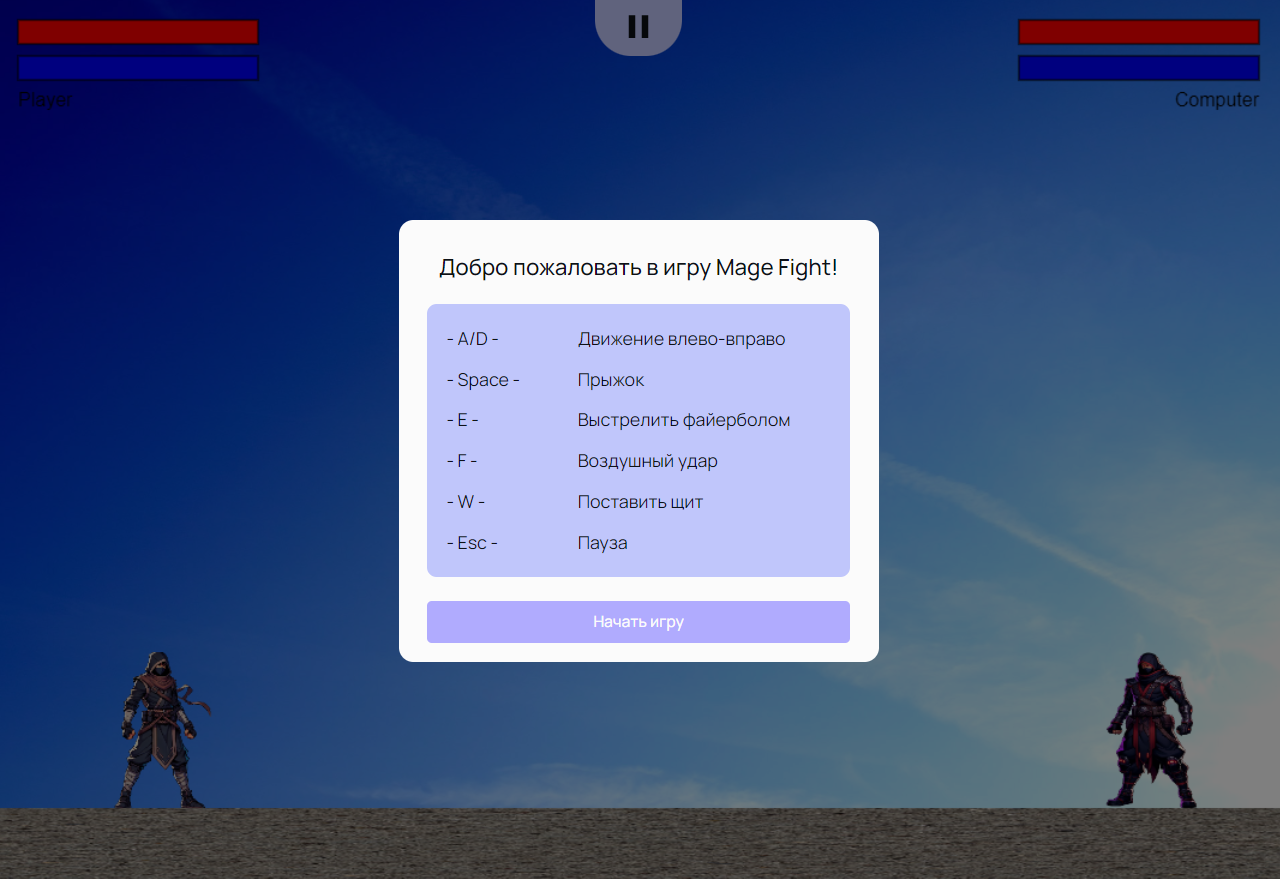 Player
Computer
Добро пожаловать в игру Mage Fight!
- A/D - Движение влево-вправо
- Space - Прыжок
- E - Выстрелить файерболом
- F - Воздушный удар
- W - Поставить щит
- Esc - Пауза
Начать игру